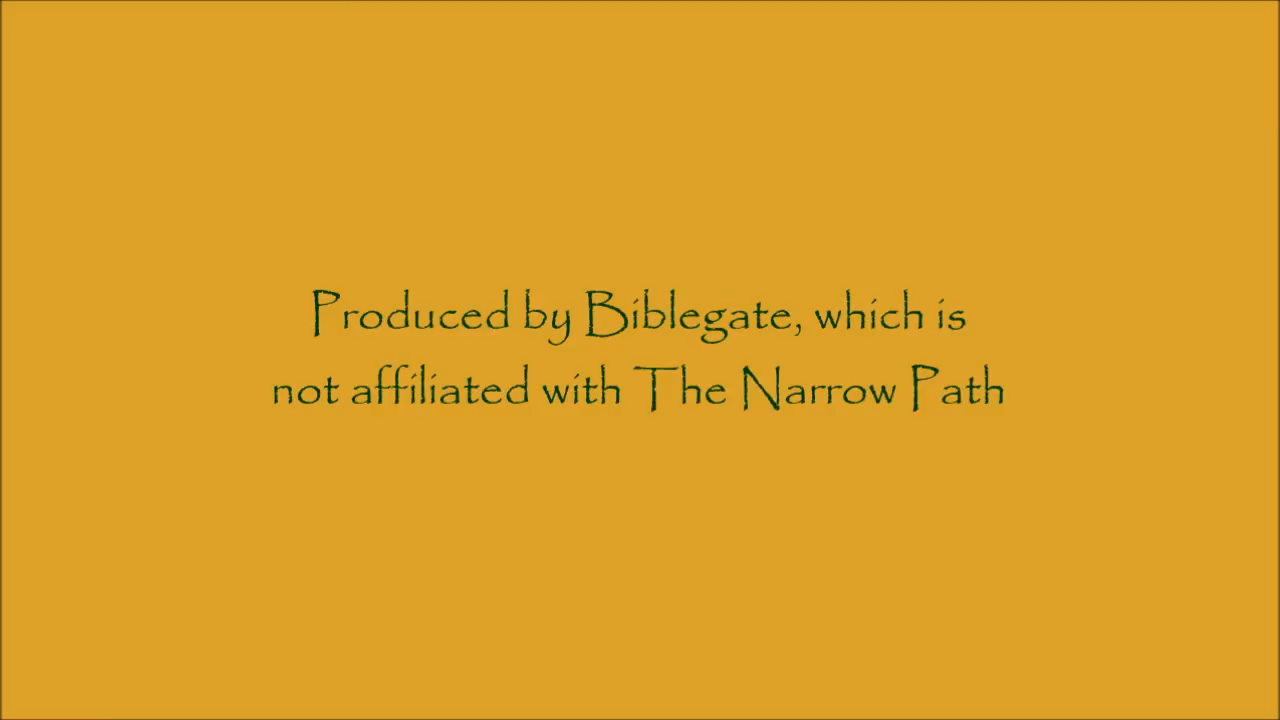 Produced by Biblegate, which is
not affiliated with The Narrow Path